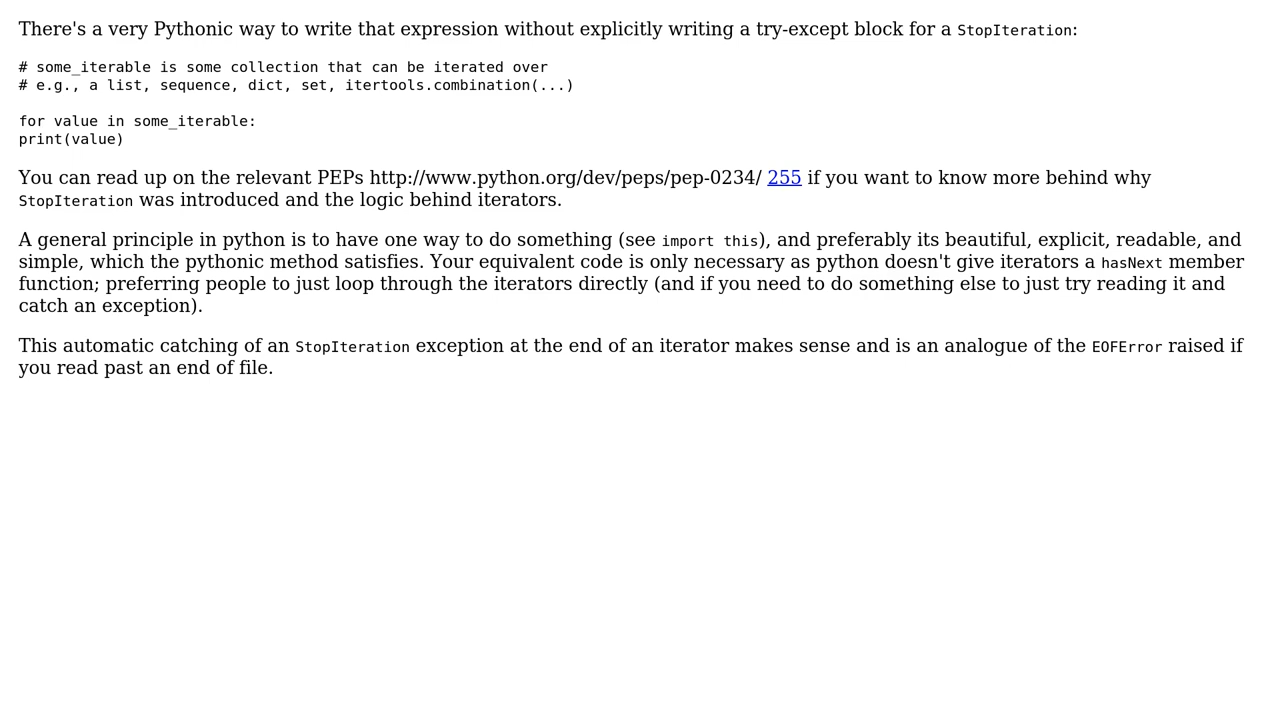 There's a very Pythonic way to write that expression without explicitly writing a try-except block for a StopIteration:
# some_iterable is some collection that can be iterated over
# e.g., a list, sequence, dict, set, itertools.combination(...)
for value in some_iterable:
print(value)
You can read up on the relevant PEPs http://www.python.org/dev/peps/pep-0234/ 255 if you want to know more behind why
StopIteration was introduced and the logic behind iterators.
A general principle in python is to have one way to do something (see import this), and preferably its beautiful, explicit, readable, and
simple, which the pythonic method satisfies. Your equivalent code is only necessary as python doesn't give iterators a hasNext member
function; preferring people to just loop through the iterators directly (and if you need to do something else to just try reading it and
catch an exception).
This automatic catching of an StopIteration exception at the end of an iterator makes sense and is an analogue of the EOFError raised if
you read past an end of file.